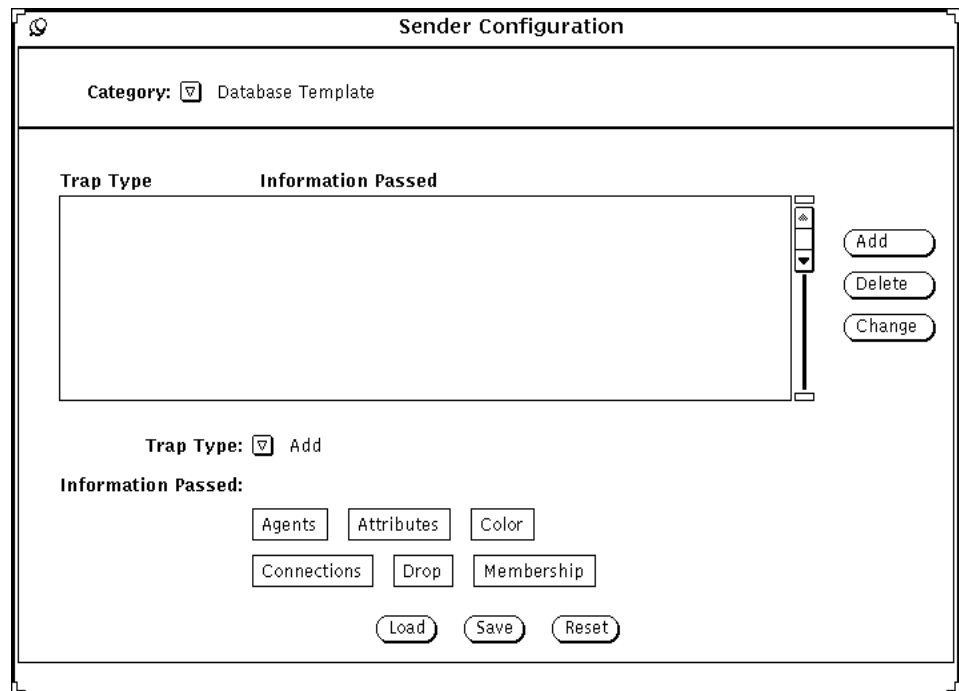 Sender Configuration
Category: Database Template
Trap Type Information Passed
Add
Delete
Change
Trap Type: Add
Information Passed:
Agents Attributes Color
Connections Drop Membership
Load Save Reset